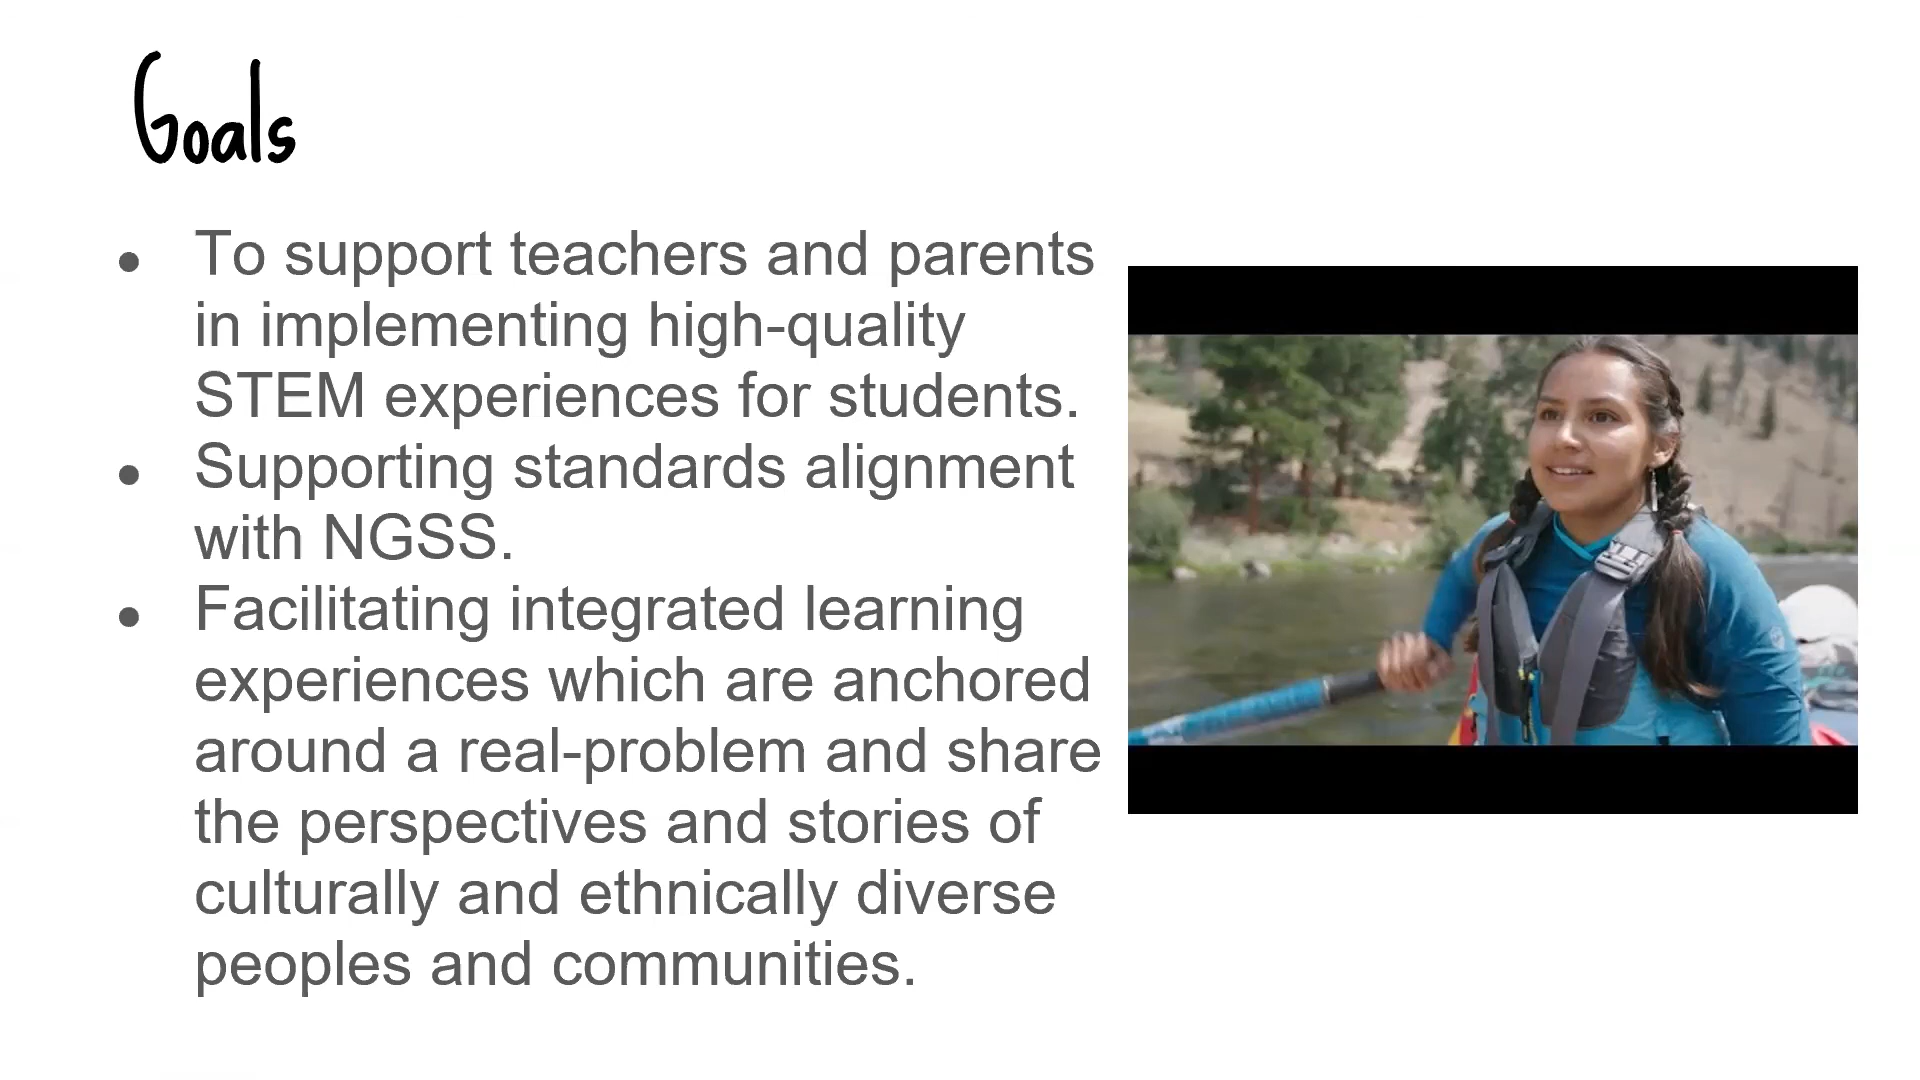 Goals
● To support teachers and parents
in implementing high-quality
STEM experiences for students.
● Supporting standards alignment
with NGSS.
● Facilitating integrated learning
experiences which are anchored
around a real-problem and share
the perspectives and stories of
culturally and ethnically diverse
peoples and communities.